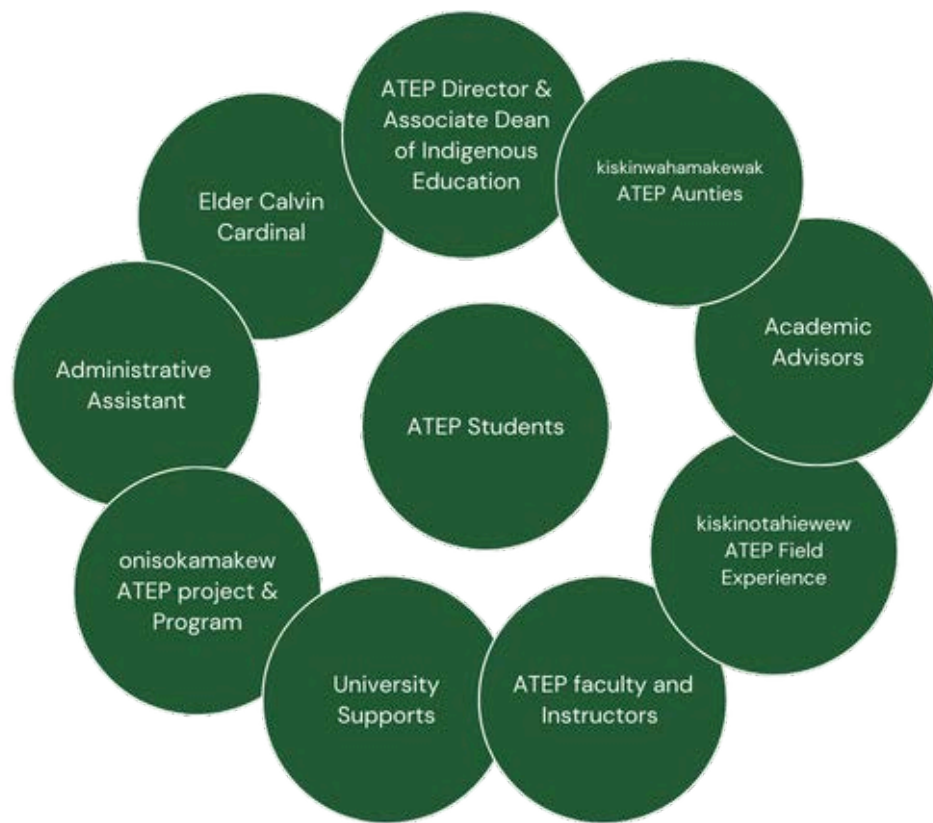 ATEP Director &
Associate Dean
of Indigenous
Education
kiskinwahamakewak
ATEP Aunties
Academic
Advisors
kiskinotahiewew
ATEP Field
Experience
ATEP faculty and
Instructors
University
Supports
onisokamakew
ATEP project &
Program
Administrative
Assistant
Elder Calvin
Cardinal
ATEP Students